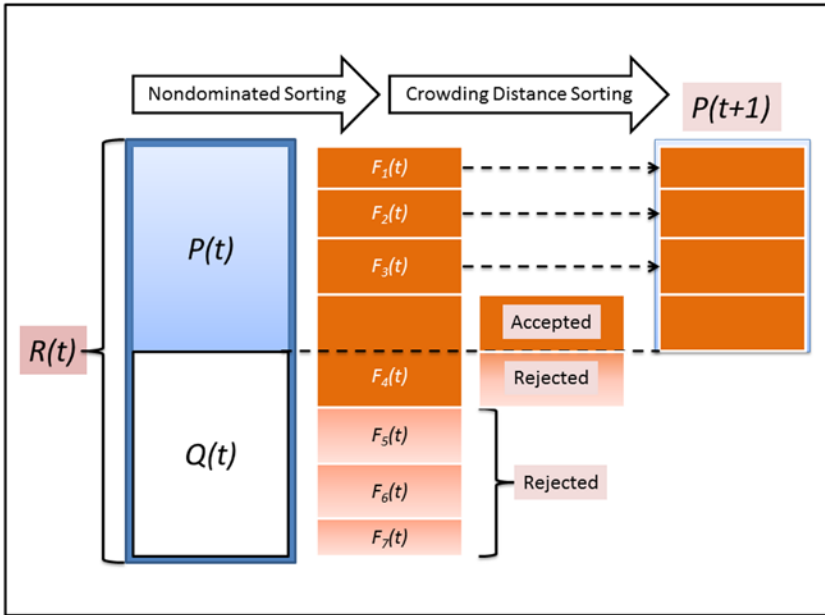 Nondominated Sorting
Crowding Distance Sorting
P(t+1)
R(t)
P(t)
Q(t)
F₁(t)
F₂(t)
F₃(t)
F₄(t)
F₅(t)
F₆(t)
F₇(t)
Accepted
Rejected
Rejected